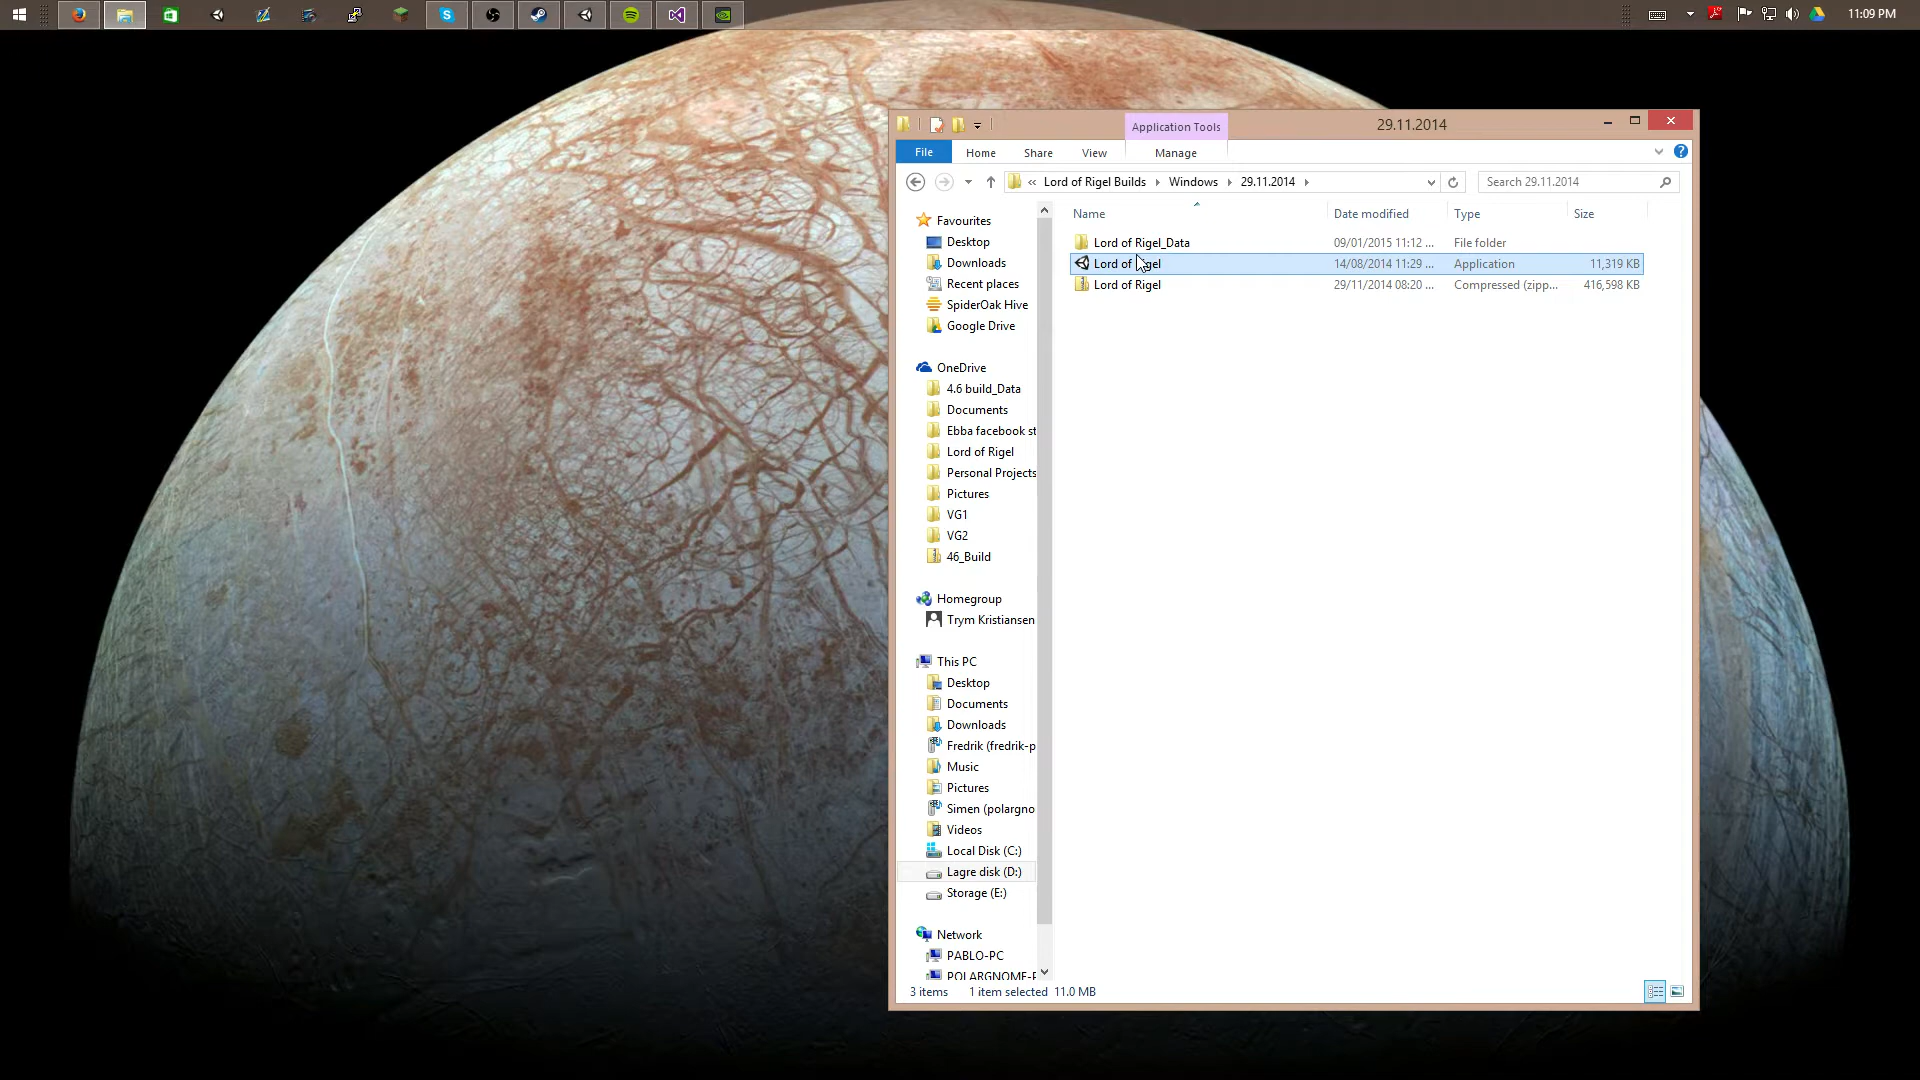 11:09 PM
Application Tools
29.11.2014
File
Home
Share
View
Manage
« Lord of Rigel Builds
Windows
29.11.2014
Search 29.11.2014
Name
Date modified
Type
Size
Lord of Rigel_Data
09/01/2015 11:12 ...
File folder
Lord of Rigel
14/08/2014 11:29 ...
Application
11,319 KB
Lord of Rigel
29/11/2014 08:20 ...
Compressed (zipp...
416,598 KB
Favourites
Desktop
Downloads
Recent places
SpiderOak Hive
Google Drive
OneDrive
4.6 build_Data
Documents
Ebba facebook st
Lord of Rigel
Personal Projects
Pictures
VG1
VG2
46_Build
Homegroup
Trym Kristiansen
This PC
Desktop
Documents
Downloads
Fredrik (fredrik-p
Music
Pictures
Simen (polargno
Videos
Local Disk (C:)
Lagre disk (D:)
Storage (E:)
Network
PABLO-PC
POLARGNOME-P
3 items
1 item selected 11.0 MB